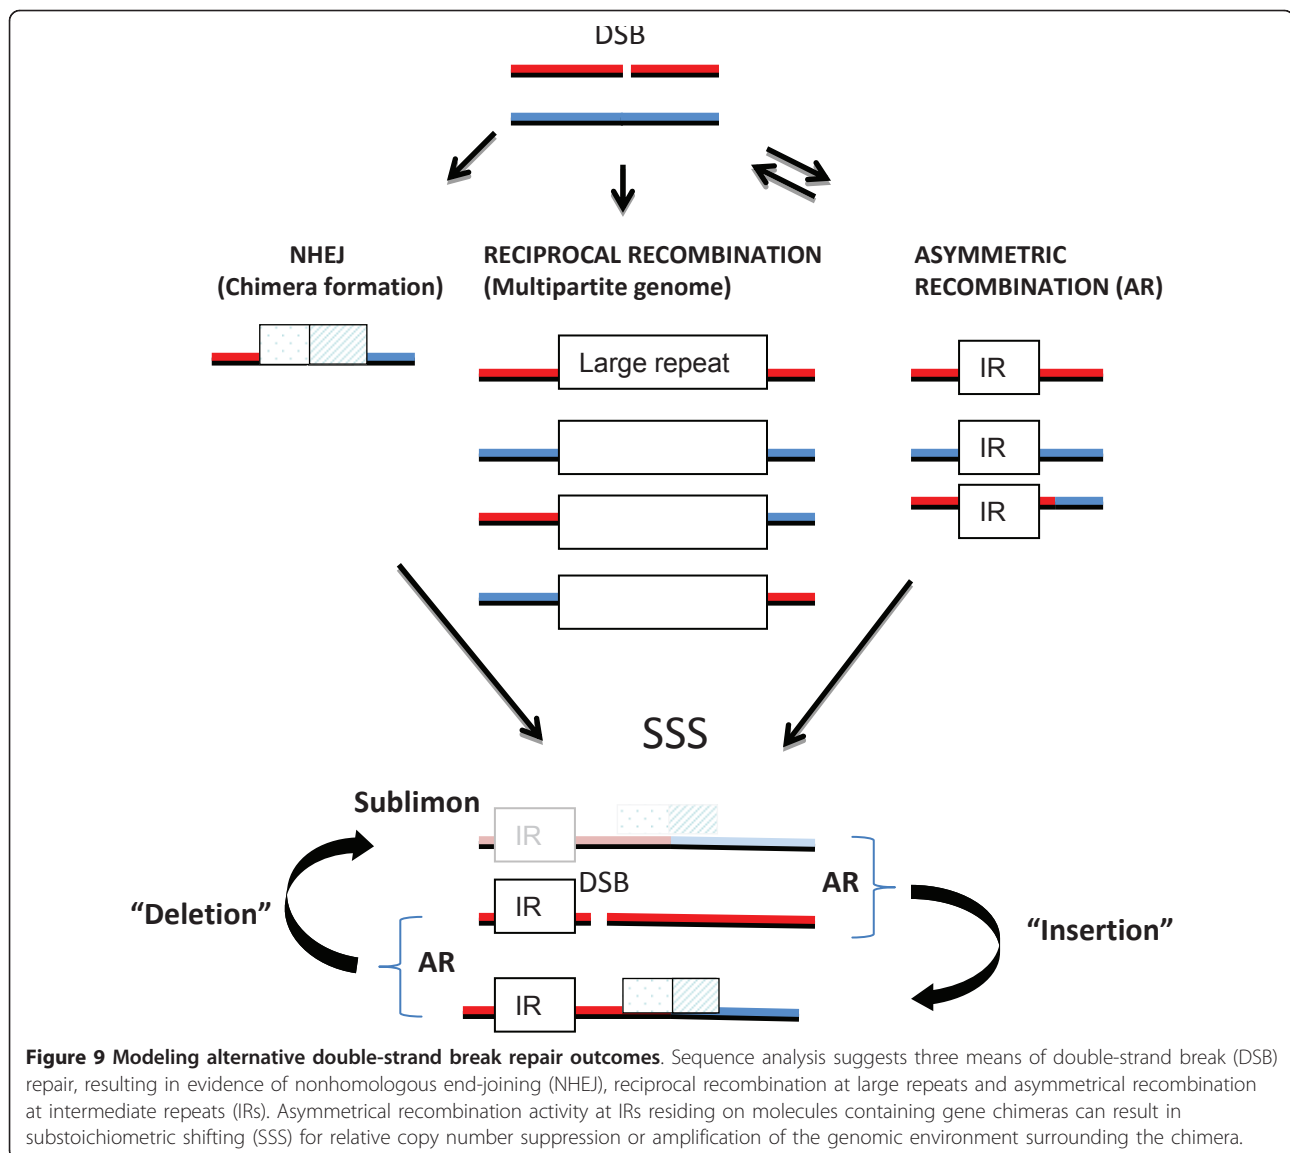 DSB
NHEJ
(Chimera formation)
RECIPROCAL RECOMBINATION
(Multipartite genome)
ASYMMETRIC
RECOMBINATION (AR)
Large repeat
IR
IR
IR
SSS
Sublimon
IR
DSB
IR
AR
"Deletion"
AR
"Insertion"
IR
Figure 9 Modeling alternative double-strand break repair outcomes. Sequence analysis suggests three means of double-strand break (DSB)
repair, resulting in evidence of nonhomologous end-joining (NHEJ), reciprocal recombination at large repeats and asymmetrical recombination
at intermediate repeats (IRs). Asymmetrical recombination activity at IRs residing on molecules containing gene chimeras can result in
substoichiometric shifting (SSS) for relative copy number suppression or amplification of the genomic environment surrounding the chimera.